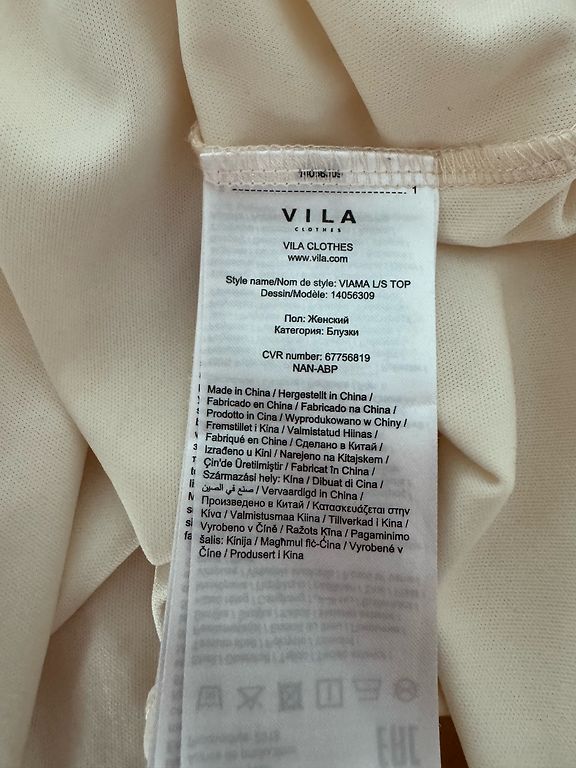 1
VILA
CLOTHES
VILA CLOTHES
www.vila.com
Style name/Nom de style: VIAMA L/S TOP
Dessin/Modèle: 14056309
Пол: Женский
Категория: Блузки
CVR number: 67756819
NAN-ABP
Made in China / Hergestellt in China /
Fabricado en China / Fabricado na China /
Prodotto in Cina / Wyprodukowano w Chiny /
Fremstillet i Kina / Valmistatud Hiinas /
Fabriqué en Chine / Сделано в Китай /
Izrađeno u Kini / Narejeno na Kitajskem /
Çin'de Üretilmiştir / Fabricat în China /
Származási hely: Kína / Dibuat di Cina /
صنع في الصين / Vervaardigd in China /
Произведено в Китай / Κατασκευάζεται στην
Κίνα / Valmistusmaa Kiina / Tillverkad i Kina /
Vyrobeno v Číně / Ražots Ķīna / Pagaminimo
šalis: Kinija / Magħmul fiċ-Ċina / Vyrobené v
Číne / Produsert i Kina